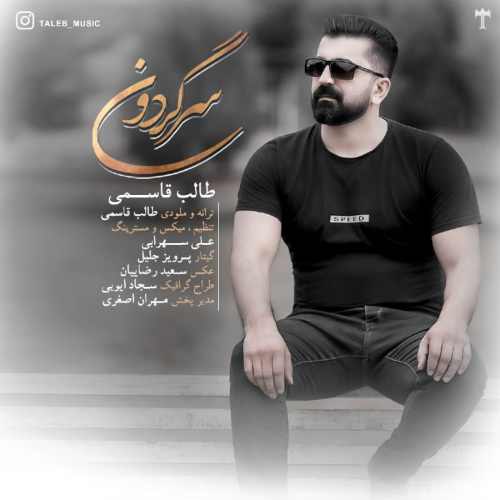 TALEB_MUSIC
سرگردون
طالب قاسمی
ترانه و ملودی طالب قاسمی
تنظیم ، میکس و مسترینگ
علی سهرابی
گیتار پرویز جلیل
عکس سعید رضاییان
طراح گرافیک سجاد ایوبی
مدیر پخش مهران اصغری
SPEED